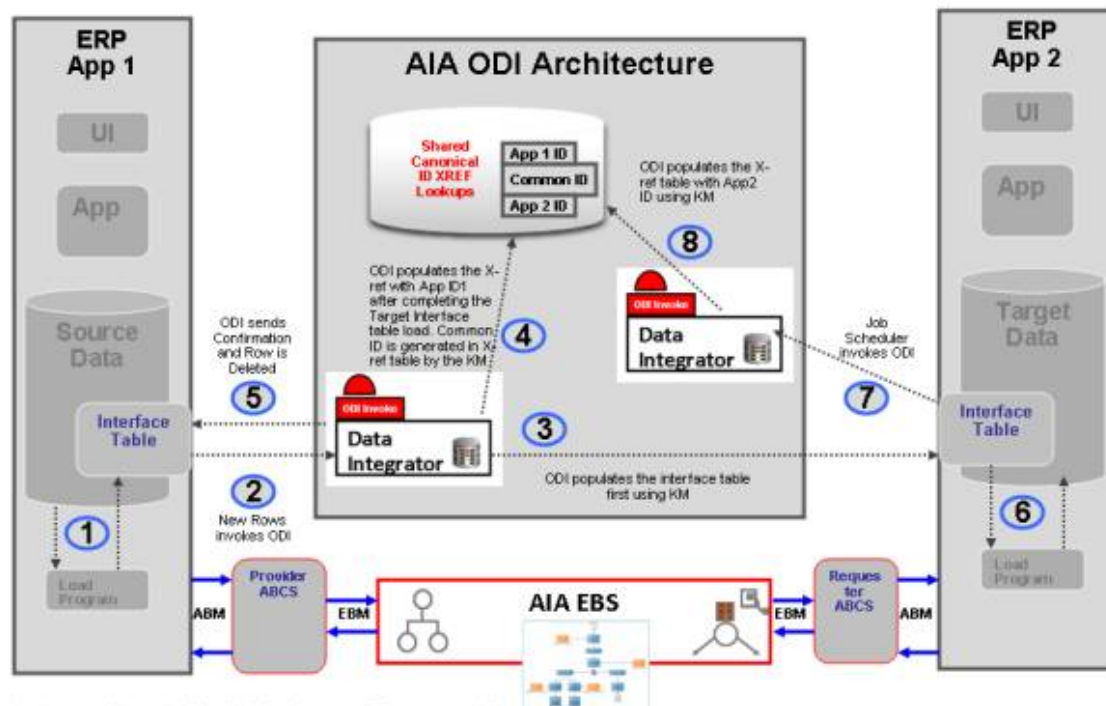 ERP
App 1
UI
App
Source
Data
Interface
Table
1
Load
Program
ODI sends
Confirmation
and Row is
Deleted
5
2
New Rows
invokes ODI
AIA ODI Architecture
Shared
Canonical
ID XREF
Lookups
App 1 ID
Common ID
App 2 ID
ODI populates the X-
ref table with App2
ID using KM
8
ODI populates the X-
ref with App ID1
after completing the
Target Interface
table load. Common
ID is generated in X-
ref table by the KM
4
ODI Invoke
Data
Integrator
ODI Invoke
Data
Integrator
3
ODI populates the interface table
first using KM
Job
Scheduler
invokes ODI
7
ERP
App 2
UI
App
Target
Data
Interface
Table
6
Load
Program
ABM
Provider
ABCS
EBM
AIA EBS
EBM
Reques
ter
ABCS
ABM